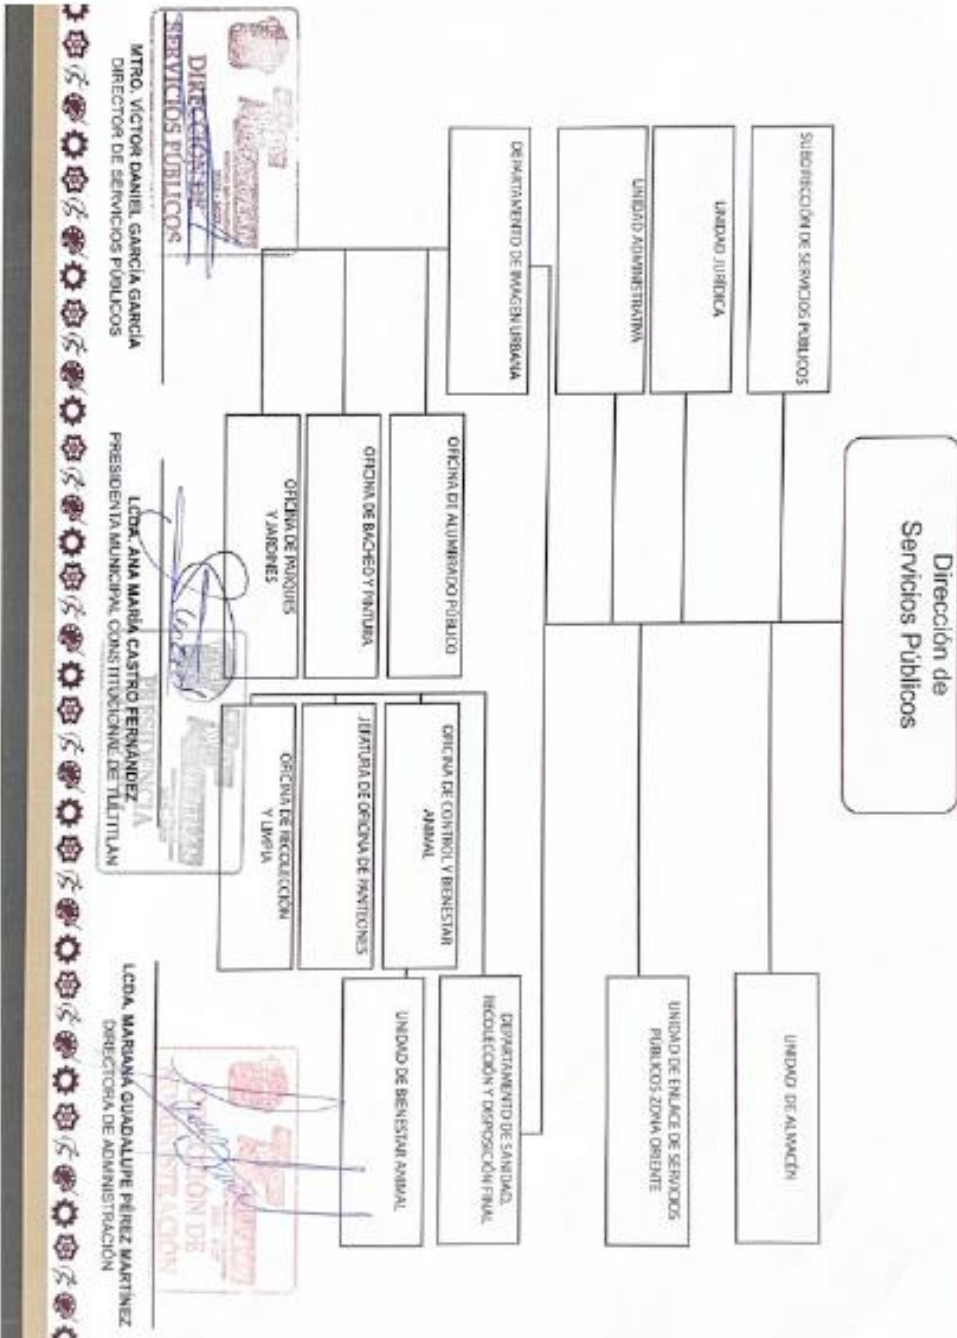 Dirección de
Servicios Públicos
SUBDIRECCIÓN DE SERVICIOS PÚBLICOS
UNIDAD DE ALMACÉN
UNIDAD JURÍDICA
UNIDAD ADMINISTRATIVA
UNIDAD DE ENLACE DE SERVICIOS
PÚBLICOS ZONA ORIENTE
DEPARTAMENTO DE IMAGEN URBANA
DEPARTAMENTO DE SANIDAD,
RECOLECCIÓN Y DISPOSICIÓN FINAL
OFICINA DE ALUMBRADO PÚBLICO
OFICINA DE CONTROL Y BIENESTAR
ANIMAL
UNIDAD DE BIENESTAR ANIMAL
OFICINA DE BACHEO Y PINTURA
JEFATURA DE OFICINA DE PANTEONES
OFICINA DE PARQUES
Y JARDINES
OFICINA DE RECOLECCIÓN
Y LIMPIA
DIRECCIÓN DE
SERVICIOS PÚBLICOS
MTRO. VÍCTOR DANIEL GARCÍA GARCÍA
DIRECTOR DE SERVICIOS PÚBLICOS
PRESIDENCIA
LCDA. ANA MARÍA CASTRO FERNÁNDEZ
PRESIDENTA MUNICIPAL CONSTITUCIONAL DE TULTITLÁN
LCDA. MARIANA GUADALUPE PÉREZ MARTÍNEZ
DIRECTORA DE ADMINISTRACIÓN